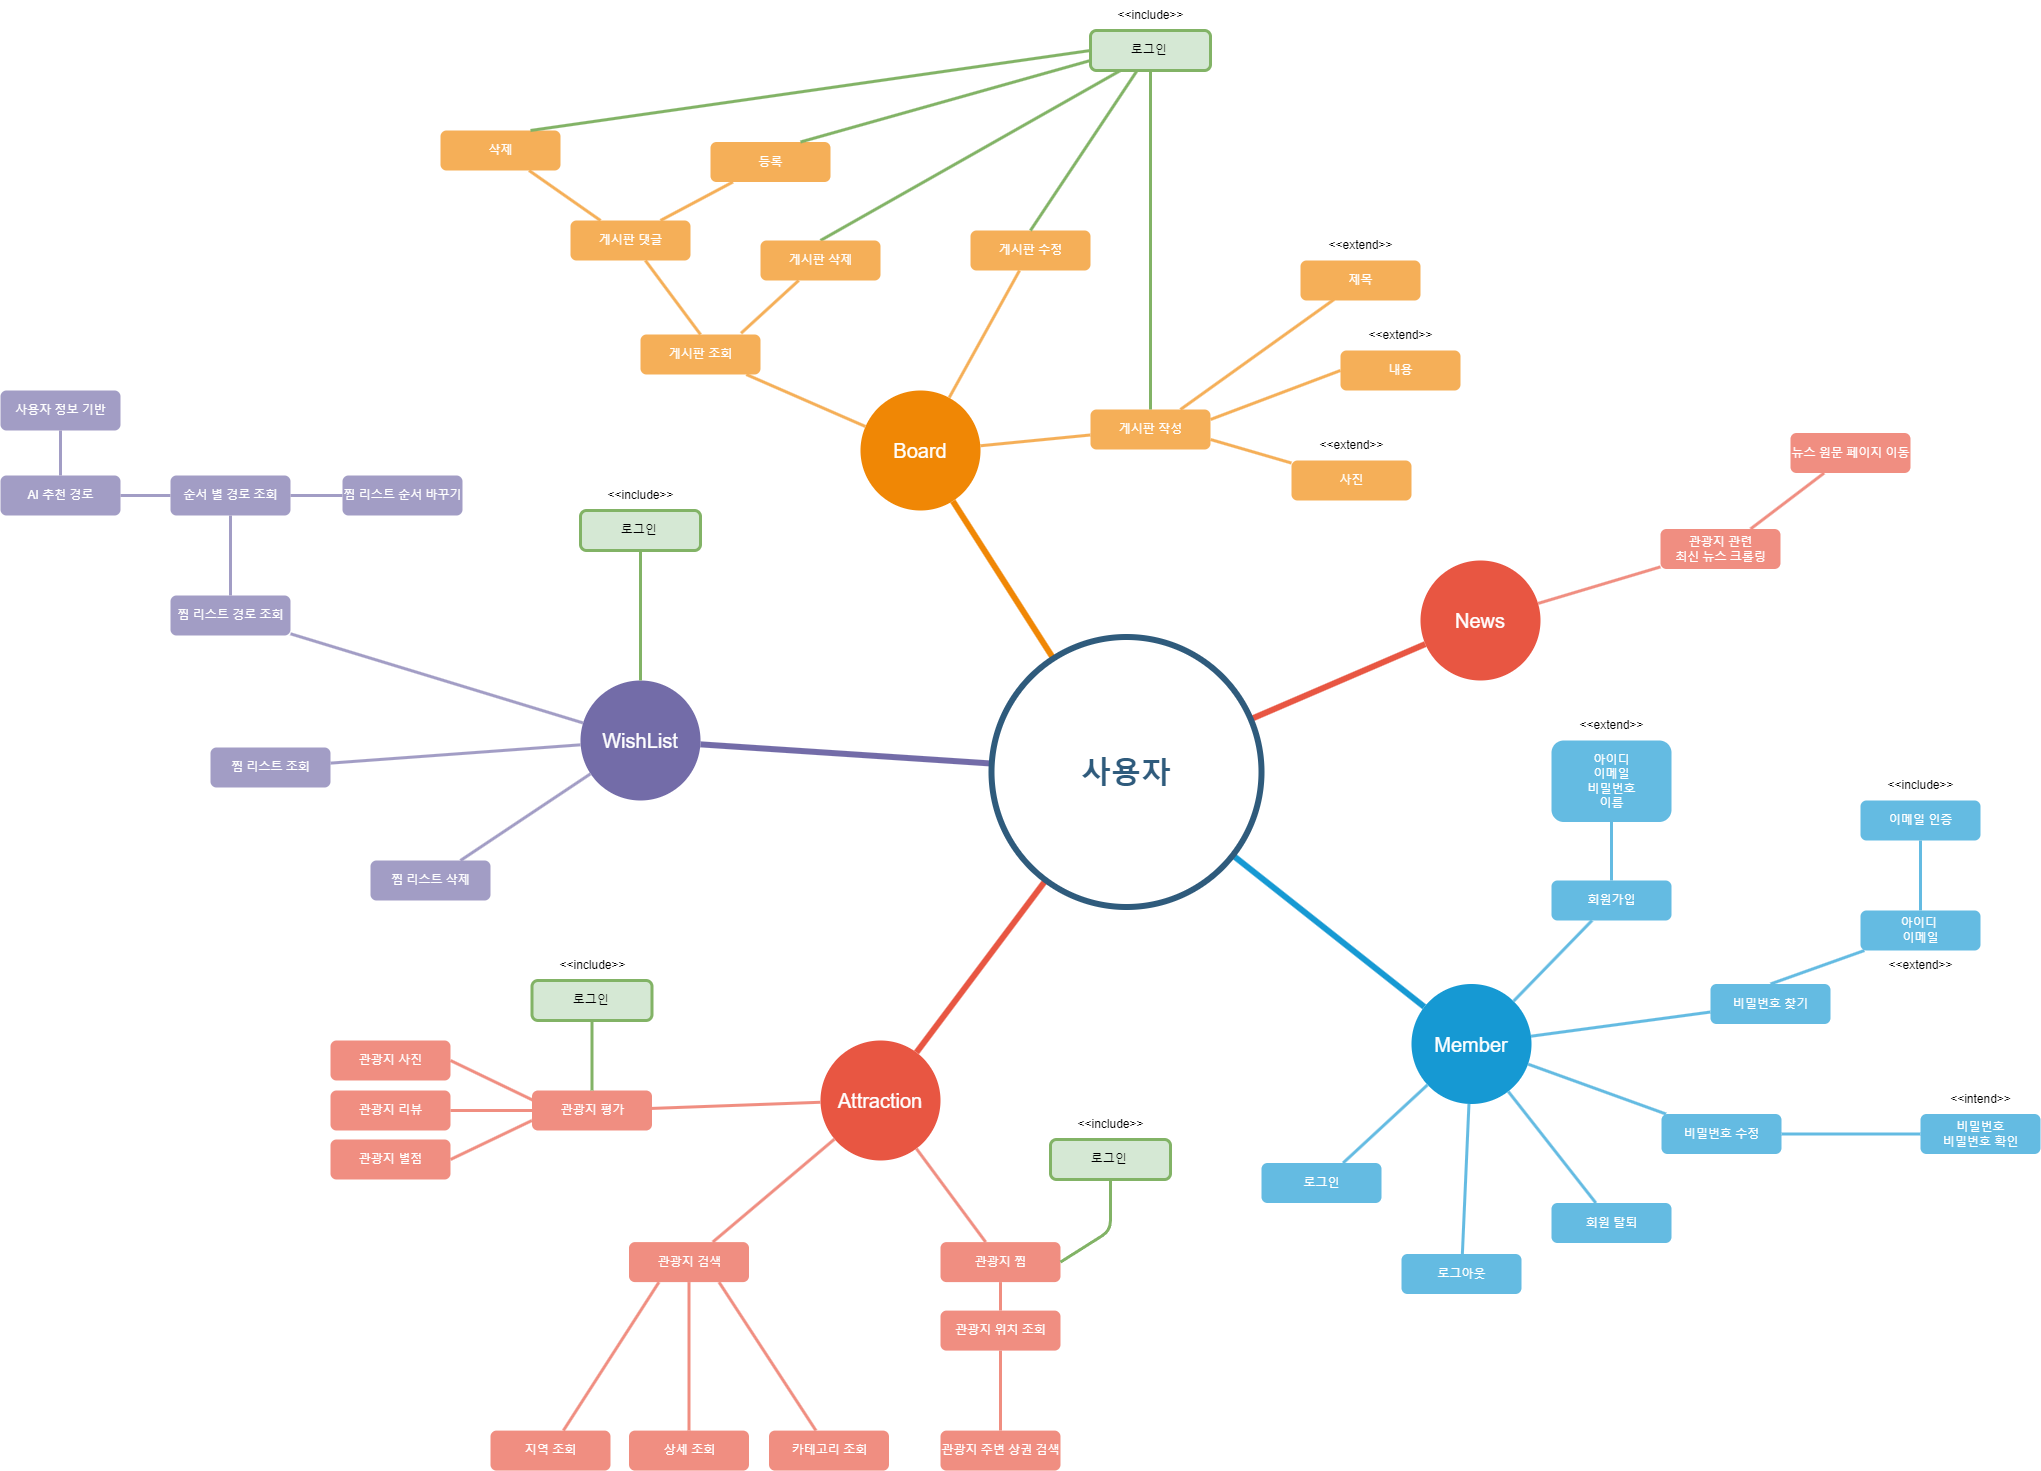 <<include>>
로그인
삭제
등록
게시판 댓글
게시판 삭제
게시판 수정
<<extend>>
제목
게시판 조회
<<extend>>
내용
Board
게시판 작성
<<extend>>
사진
사용자 정보 기반
AI 추천 경로
순서 별 경로 조회
찜 리스트 순서 바꾸기
<<include>>
로그인
찜 리스트 경로 조회
WishList
찜 리스트 조회
찜 리스트 삭제
뉴스 원문 페이지 이동
관광지 관련
최신 뉴스 크롤링
News
사용자
<<extend>>
아이디
이메일
비밀번호
이름
회원가입
<<include>>
이메일 인증
아이디
이메일
<<extend>>
비밀번호 찾기
Member
<<intend>>
비밀번호
비밀번호 확인
비밀번호 수정
로그인
회원 탈퇴
로그아웃
<<include>>
로그인
관광지 사진
관광지 리뷰
관광지 별점
관광지 평가
Attraction
<<include>>
로그인
관광지 검색
관광지 찜
관광지 위치 조회
지역 조회
상세 조회
카테고리 조회
관광지 주변 상권 검색